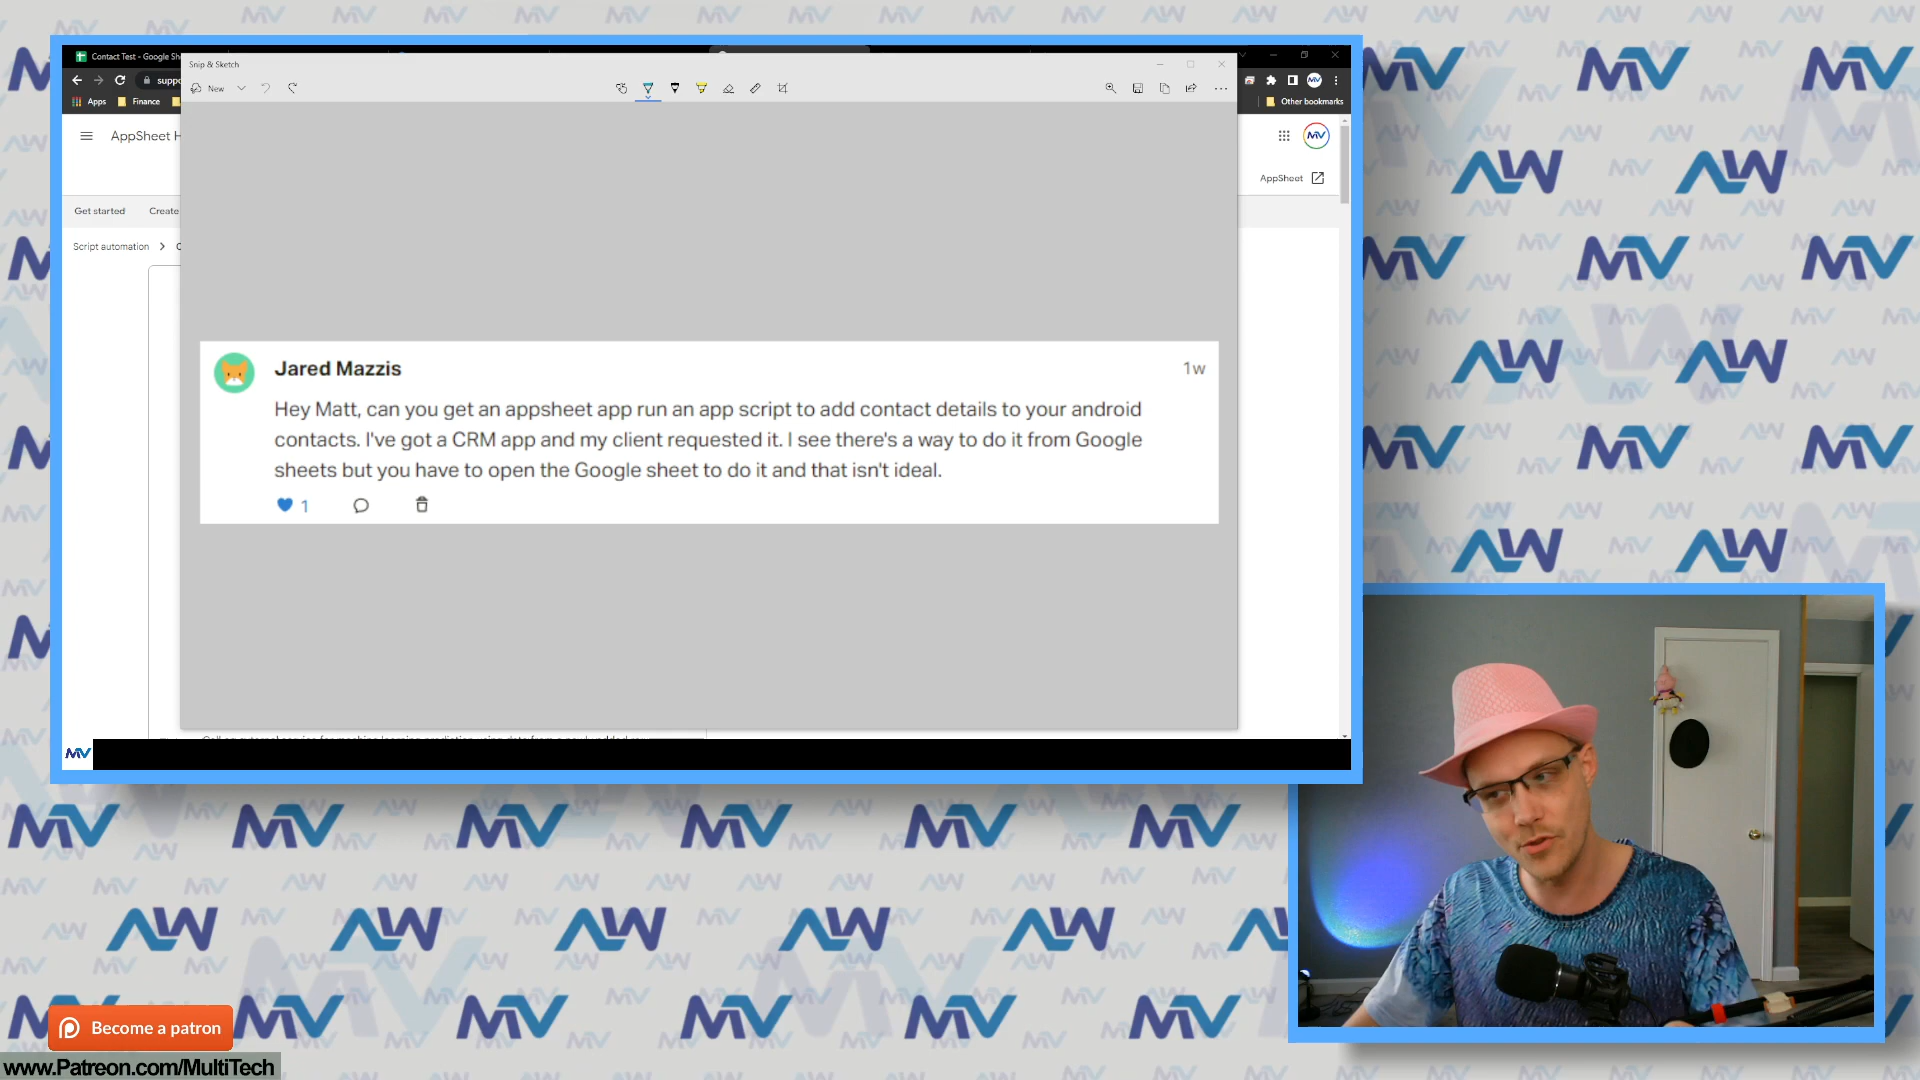 Contact Test - Google She
Snip & Sketch
New
suppo
Apps
Finance
Other bookmarks
AppSheet H
AppSheet
Get started
Create
Script automation
Jared Mazzis
1w
Hey Matt, can you get an appsheet app run an app script to add contact details to your android
contacts. I've got a CRM app and my client requested it. I see there's a way to do it from Google
sheets but you have to open the Google sheet to do it and that isn't ideal.
1
MV
Become a patron
www.Patreon.com/MultiTech